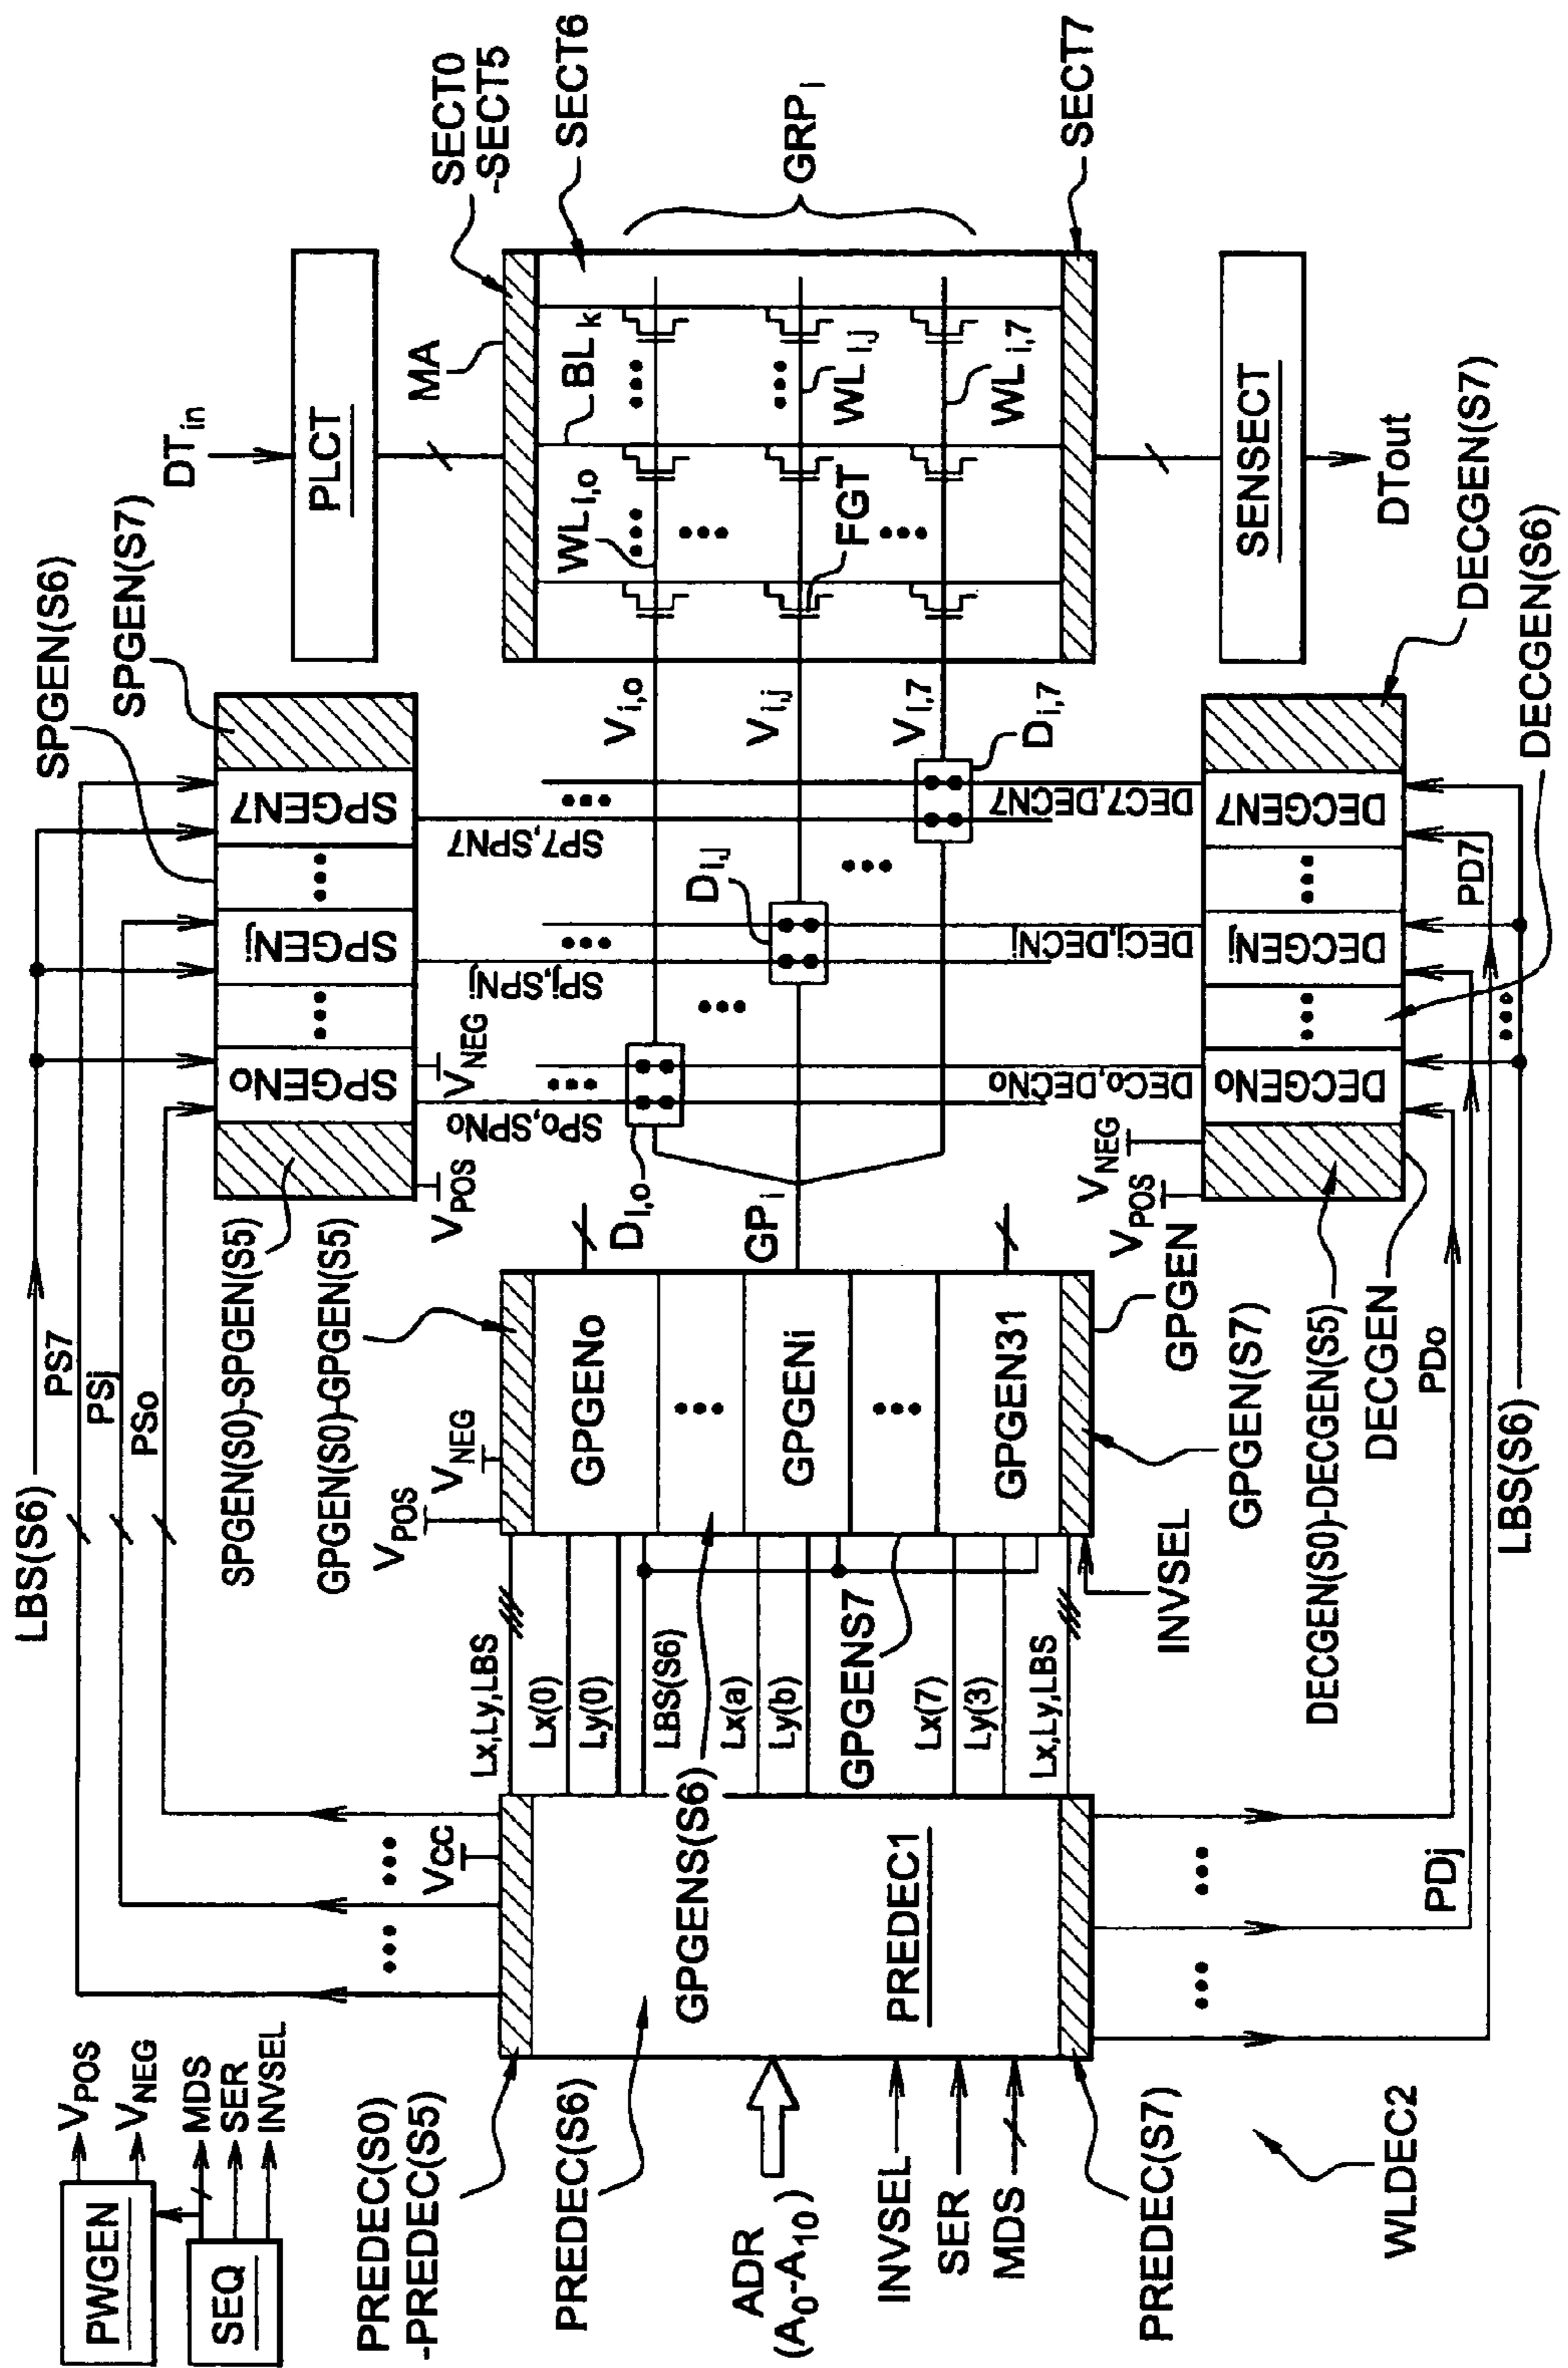 PWGEN
SEQ
VPOS
VNEG
MDS
SER
INVSEL
PREDEC(S0)
-PREDEC(S5)
PREDEC(S6)
ADR
(A0-A10)
INVSEL
SER
MDS
PREDEC(S7)
WLDEC2
Vcc
PREDEC1
GPGENS(S6)
Lx,Ly,LBS
Lx(0)
Ly(0)
LBS(S6)
Lx(a)
Ly(b)
GPGENS7
Lx(7)
Ly(3)
Lx,Ly,LBS
INVSEL
LBS(S6)
PS7
PSj
PSo
SPGEN(S0)-SPGEN(S5)
GPGEN(S0)-GPGEN(S5)
VPOS
VNEG
GPGENo
GPGENi
GPGEN31
GPGEN
GPGEN(S7)
DECGEN(S0)-DECGEN(S5)
DECGEN
PDo
PDj
PD7
LBS(S6)
VPOS
VNEG
SPGENo
SPGENj
SPGEN7
SPGEN(S6)
SPGEN(S7)
VPOS
VNEG
SPo,SPNo
SPj,SPNj
SP7,SPN7
Di,o
GPi
Di,j
Di,7
DECo,DECNo
DECj,DECNj
DEC7,DECN7
DECGENo
DECGENj
DECGEN7
DECGEN(S6)
DECGEN(S7)
Vi,o
Vi,j
Vi,7
DTin
PLCT
MA
WLi,o
BLk
FGT
WLi,j
WLi,7
SECT0
-SECT5
SECT6
GRPi
SECT7
SENSECT
DTout